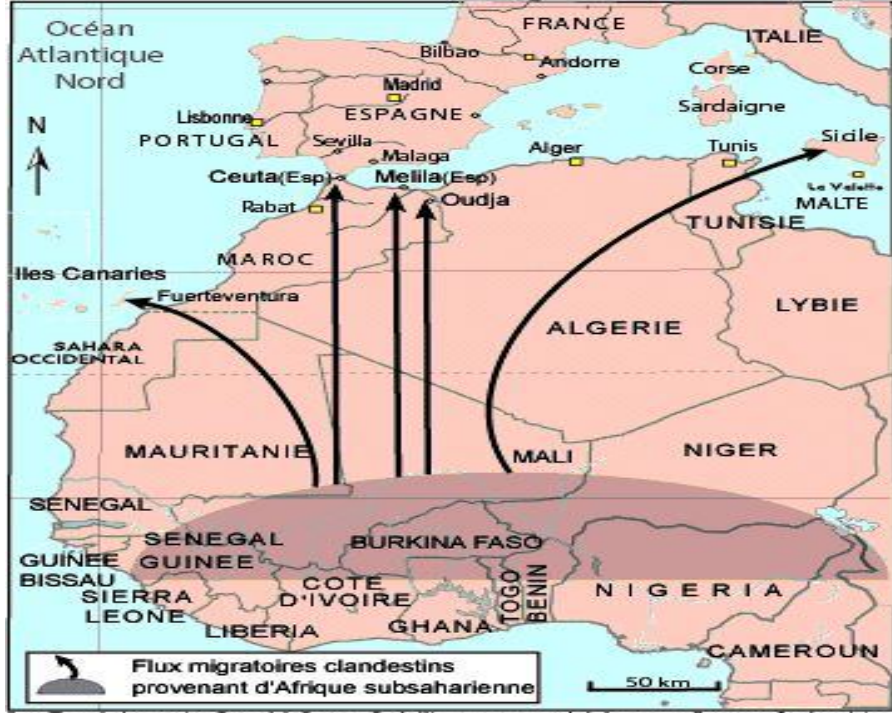 Océan
Atlantique
Nord
FRANCE
ITALIE
Bilbao
Andorre
Corse
N
Madrid
Lisbonne
ESPAGNE
Sardaigne
PORTUGAL
Sevilla
Alger
Tunis
Sicile
Malaga
Ceuta(Esp)
Melila(Esp)
La Valette
Rabat
Oudja
MALTE
TUNISIE
MAROC
Iles Canaries
Fuerteventura
LYBIE
ALGERIE
SAHARA
OCCIDENTAL
MAURITANIE
MALI
NIGER
SENEGAL
SENEGAL
BURKINA FASO
GUINEE
BISSAU
GUINEE
SIERRA
LEONE
COTE
D'IVOIRE
TOGO
BENIN
NIGERIA
LIBERIA
GHANA
CAMEROUN
Flux migratoires clandestins
provenant d'Afrique subsaharienne
50 km